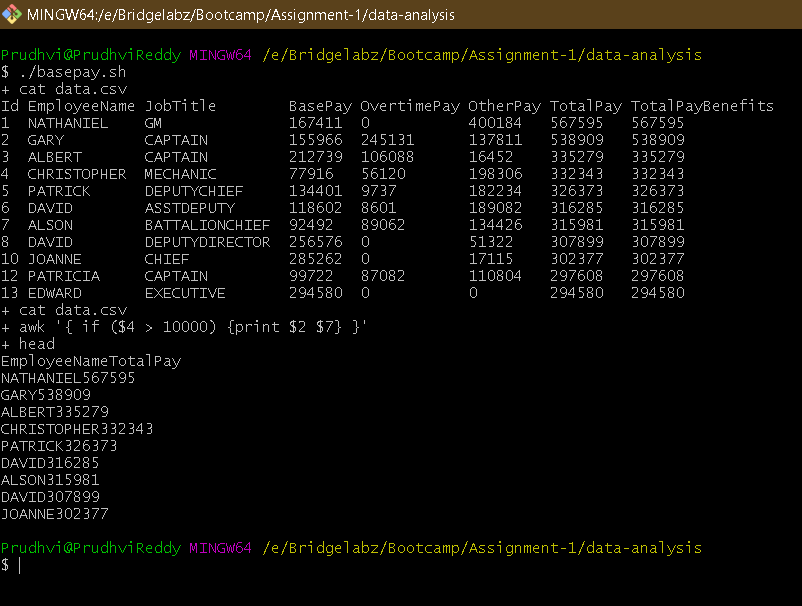 MINGW64:/e/Bridgelabz/Bootcamp/Assignment-1/data-analysis
Prudhvi@PrudhviReddy MINGW64 /e/Bridgelabz/Bootcamp/Assignment-1/data-analysis
$ ./basepay.sh
+ cat data.csv
Id EmployeeName JobTitle BasePay OvertimePay OtherPay TotalPay TotalPayBenefits
1 NATHANIEL GM 167411 0 400184 567595 567595
2 GARY CAPTAIN 155966 245131 137811 538909 538909
3 ALBERT CAPTAIN 212739 106088 16452 335279 335279
4 CHRISTOPHER MECHANIC 77916 56120 198306 332343 332343
5 PATRICK DEPUTYCHIEF 134401 9737 182234 326373 326373
6 DAVID ASSTDEPUTY 118602 8601 189082 316285 316285
7 ALSON BATTALIONCHIEF 92492 89062 134426 315981 315981
8 DAVID DEPUTYDIRECTOR 256576 0 51322 307899 307899
10 JOANNE CHIEF 285262 0 17115 302377 302377
12 PATRICIA CAPTAIN 99722 87082 110804 297608 297608
13 EDWARD EXECUTIVE 294580 0 0 294580 294580
+ cat data.csv
+ awk '{ if ($4 > 10000) {print $2 $7} }'
+ head
EmployeeNameTotalPay
NATHANIEL567595
GARY538909
ALBERT335279
CHRISTOPHER332343
PATRICK326373
DAVID316285
ALSON315981
DAVID307899
JOANNE302377
Prudhvi@PrudhviReddy MINGW64 /e/Bridgelabz/Bootcamp/Assignment-1/data-analysis
$